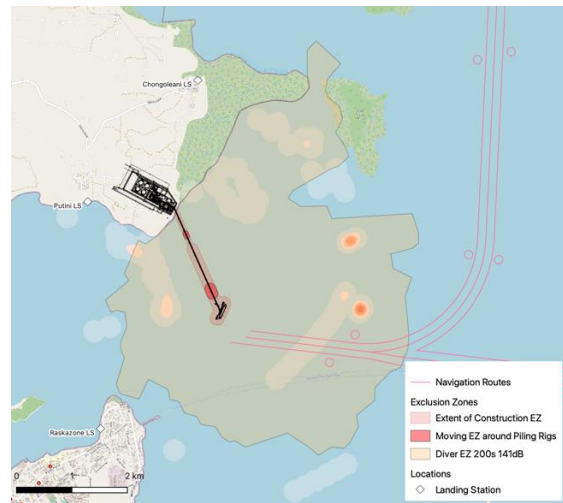 Chongoleani LS
Putini LS
Raskazone LS
0
1
2 km
Navigation Routes
Exclusion Zones
Extent of Construction EZ
Moving EZ around Piling Rigs
Diver EZ 200s 141dB
Locations
Landing Station